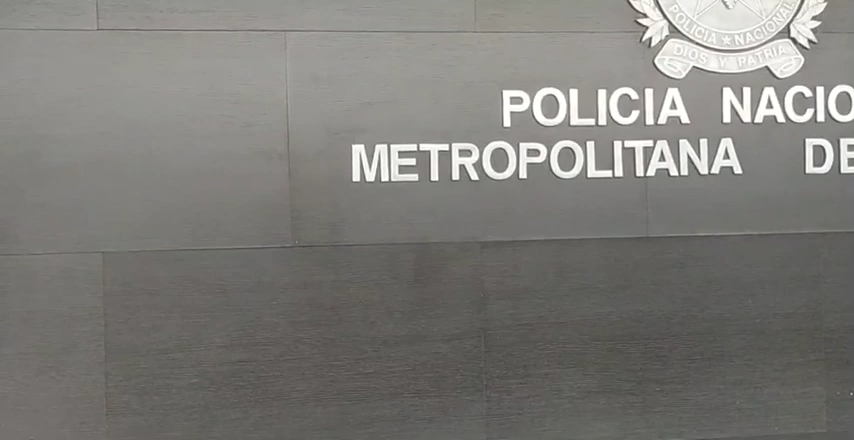 POLICIA ★ NACIONAL
DIOS Y PATRIA
POLICIA NACIO
METROPOLITANA DE